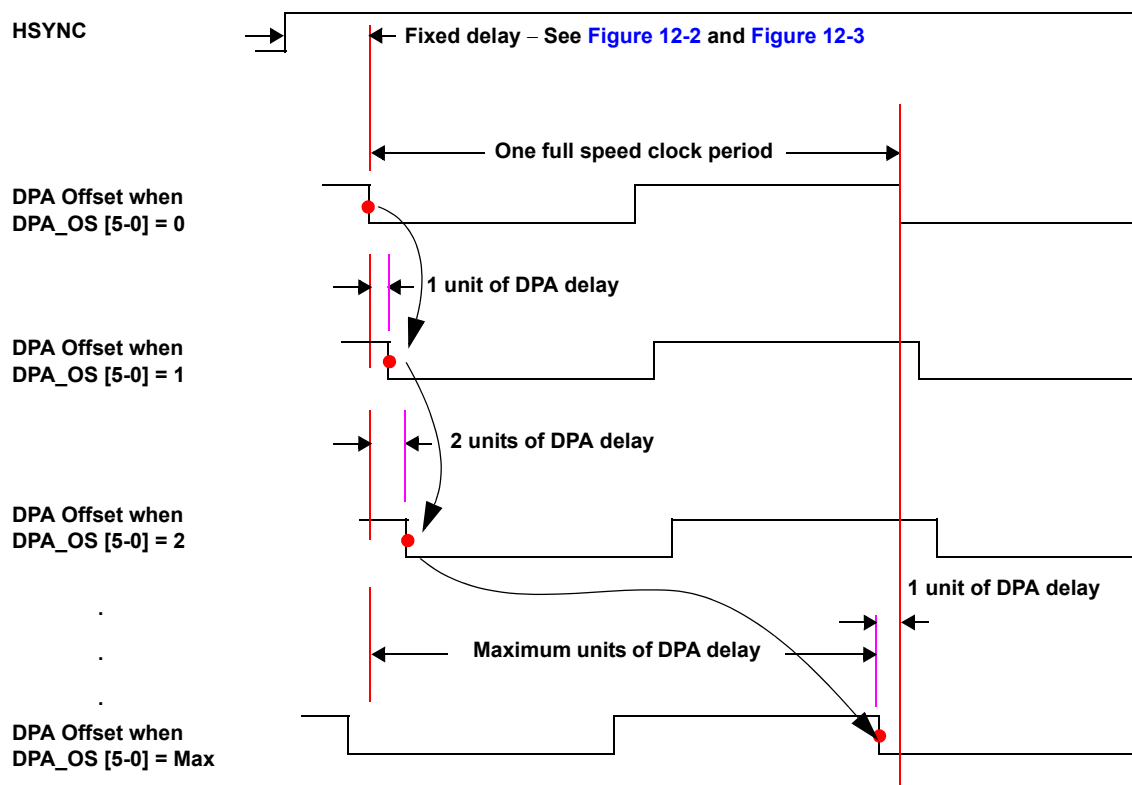 HSYNC
Fixed delay – See Figure 12-2 and Figure 12-3
One full speed clock period
DPA Offset when
DPA_OS [5-0] = 0
1 unit of DPA delay
DPA Offset when
DPA_OS [5-0] = 1
2 units of DPA delay
DPA Offset when
DPA_OS [5-0] = 2
1 unit of DPA delay
.
Maximum units of DPA delay
.
.
DPA Offset when
DPA_OS [5-0] = Max